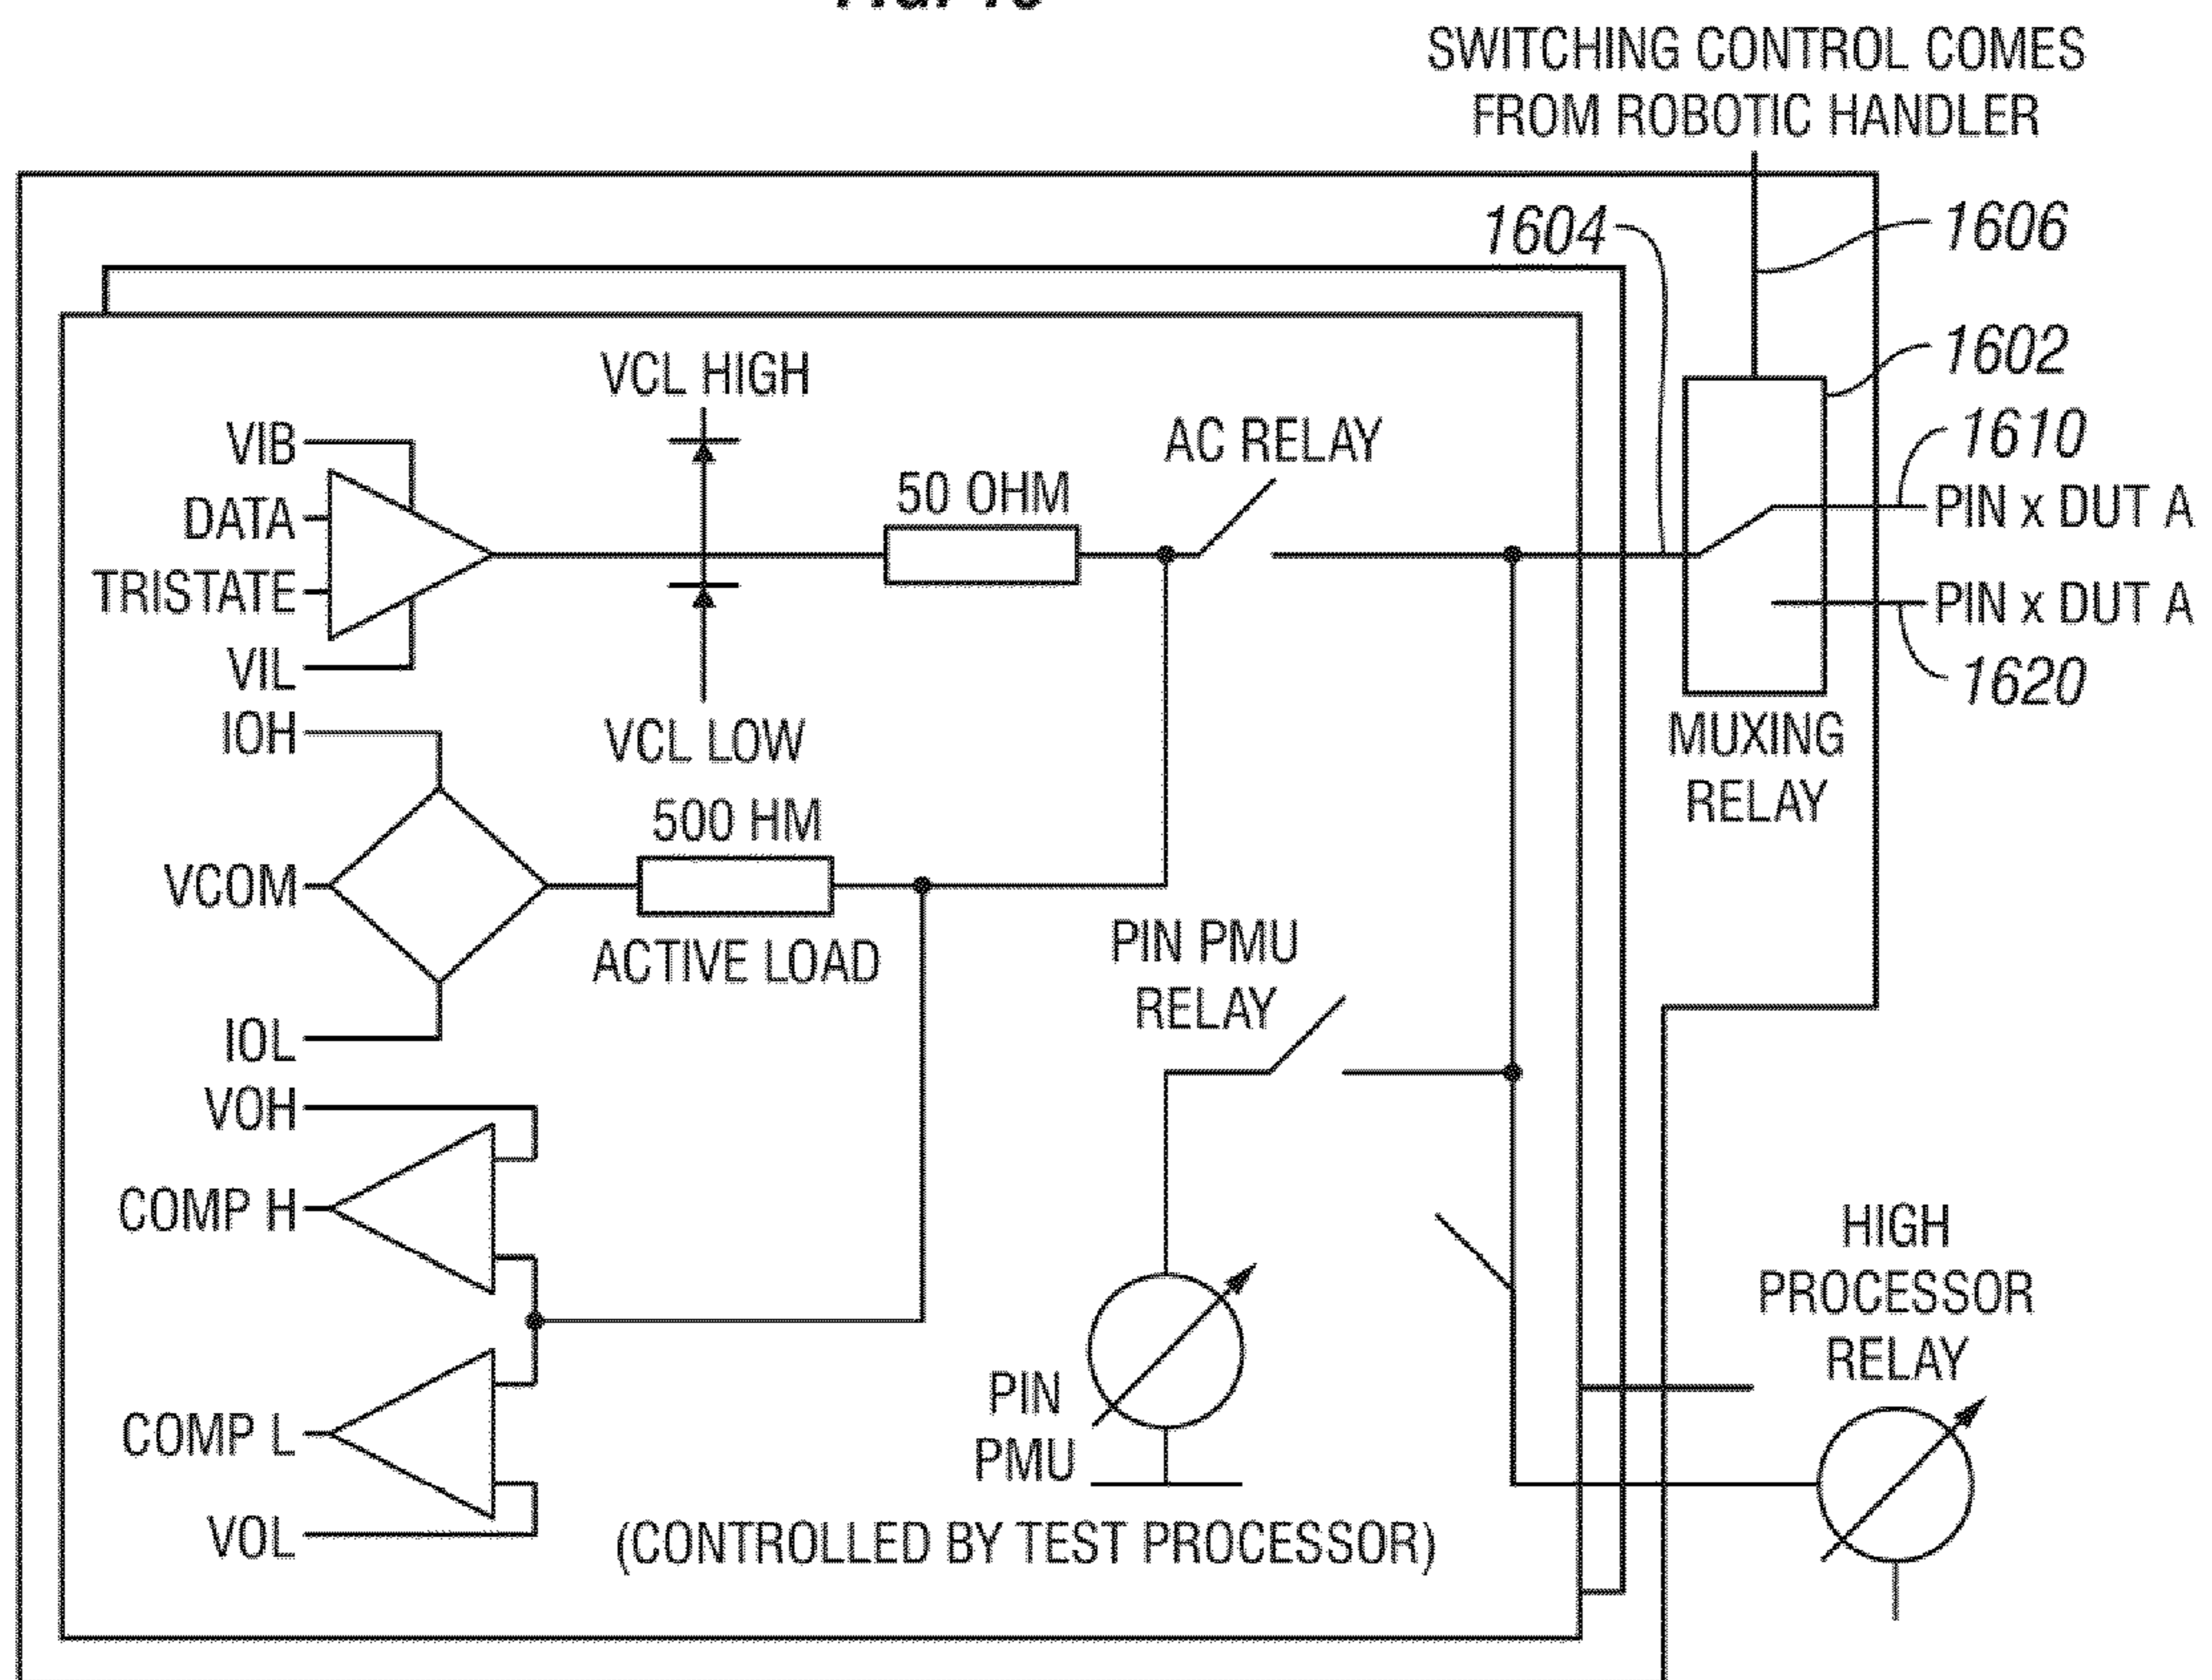 SWITCHING CONTROL COMES
FROM ROBOTIC HANDLER
1604
1606
1602
1610
PIN x DUT A
PIN x DUT A
1620
MUXING
RELAY
VCL HIGH
VIB
DATA
TRISTATE
VIL
50 OHM
AC RELAY
VCL LOW
IOH
VCOM
IOL
500 HM
ACTIVE LOAD
PIN PMU
RELAY
VOH
COMP H
COMP L
VOL
PIN
PMU
HIGH
PROCESSOR
RELAY
(CONTROLLED BY TEST PROCESSOR)